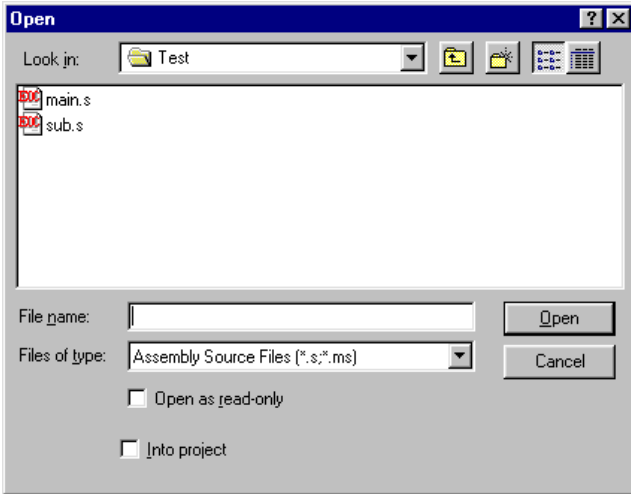 Open
Look in: Test
main.s
sub.s
File name: Open
Files of type: Assembly Source Files (*.s;*.ms) Cancel
Open as read-only
Into project